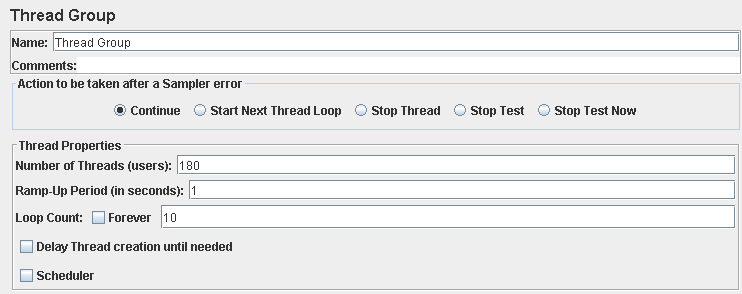 Thread Group
Name: Thread Group
Comments:
Action to be taken after a Sampler error
Continue Start Next Thread Loop Stop Thread Stop Test Stop Test Now
Thread Properties
Number of Threads (users): 180
Ramp-Up Period (in seconds): 1
Loop Count: Forever 10
Delay Thread creation until needed
Scheduler